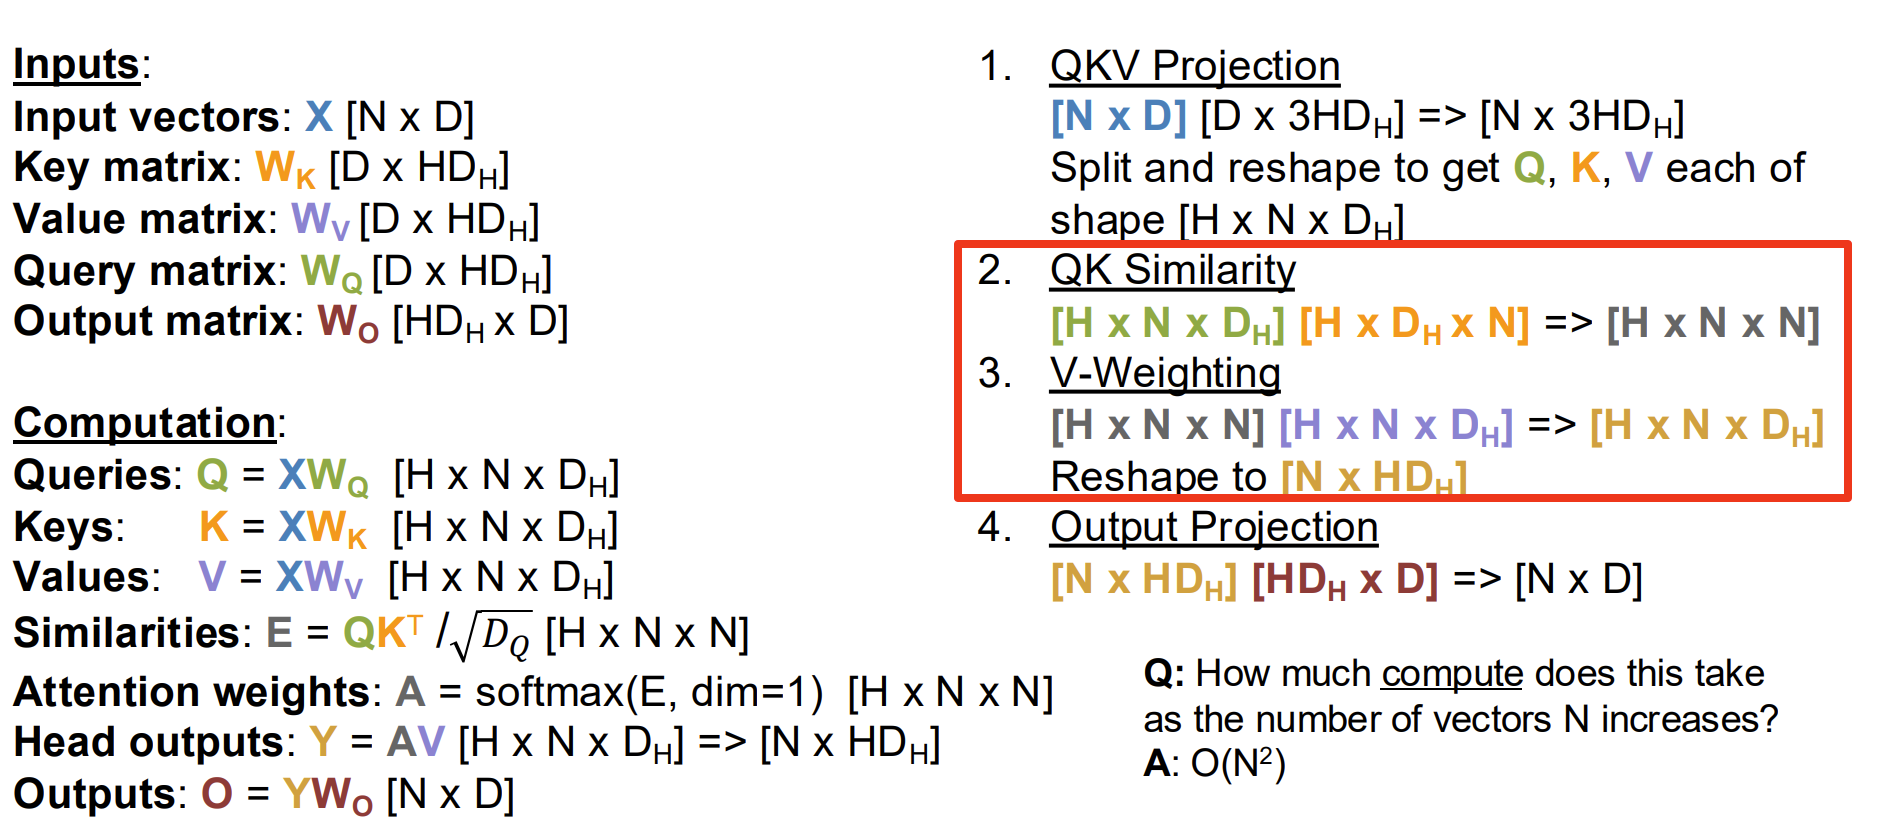 Inputs:
Input vectors: X [N x D]
Key matrix: W_K [D x HD_H]
Value matrix: W_V [D x HD_H]
Query matrix: W_Q [D x HD_H]
Output matrix: W_O [HD_H x D]
Computation:
Queries: Q = XW_Q [H x N x D_H]
Keys: K = XW_K [H x N x D_H]
Values: V = XW_V [H x N x D_H]
Similarities: E = QK^T /√D_Q [H x N x N]
Attention weights: A = softmax(E, dim=1) [H x N x N]
Head outputs: Y = AV [H x N x D_H] => [N x HD_H]
Outputs: O = YW_O [N x D]
1. QKV Projection
[N x D] [D x 3HD_H] => [N x 3HD_H]
Split and reshape to get Q, K, V each of
shape [H x N x D_H]
2. QK Similarity
[H x N x D_H] [H x D_H x N] => [H x N x N]
3. V-Weighting
[H x N x N] [H x N x D_H] => [H x N x D_H]
Reshape to [N x HD_H]
4. Output Projection
[N x HD_H] [HD_H x D] => [N x D]
Q: How much compute does this take
as the number of vectors N increases?
A: O(N²)